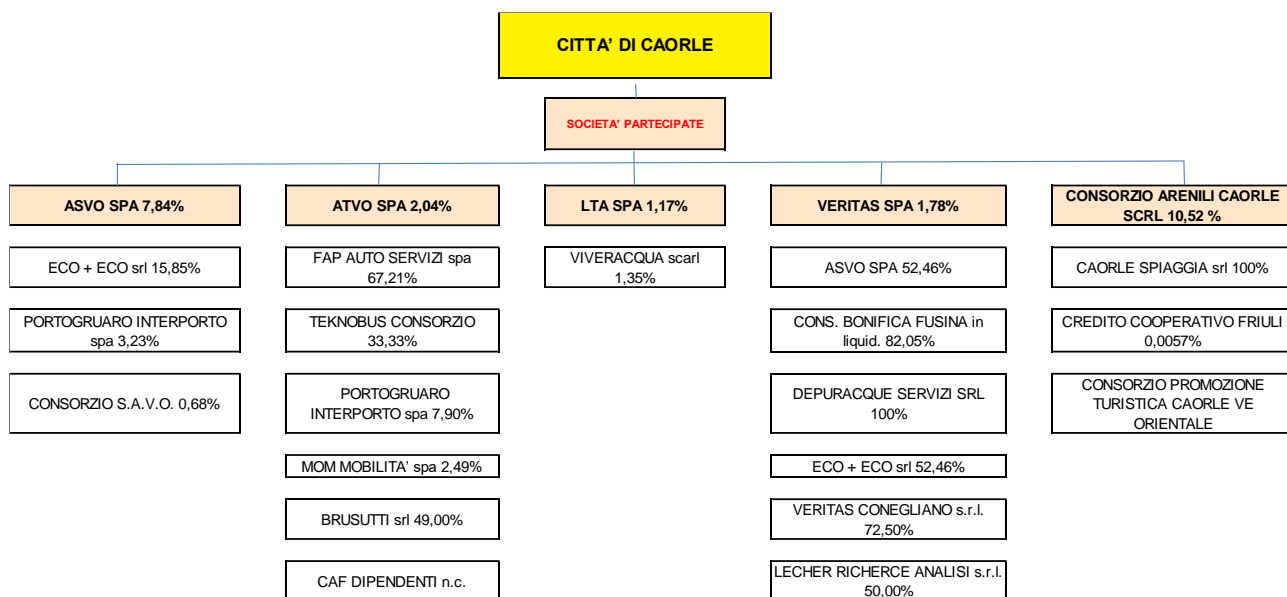 CITTA' DI CAORLE
SOCIETA' PARTECIPATE
ASVO SPA 7,84%
ECO + ECO srl 15,85%
PORTOGRUARO INTERPORTO
spa 3,23%
CONSORZIO S.A.V.O. 0,68%
ATVO SPA 2,04%
FAP AUTO SERVIZI spa
67,21%
TEKNOBUS CONSORZIO
33,33%
PORTOGRUARO
INTERPORTO spa 7,90%
MOM MOBILITA' spa 2,49%
BRUSUTTI srl 49,00%
CAF DIPENDENTI n.c.
LTA SPA 1,17%
VIVERACQUA scarl
1,35%
VERITAS SPA 1,78%
ASVO SPA 52,46%
CONS. BONIFICA FUSINA in
liquid. 82,05%
DEPURACQUE SERVIZI SRL
100%
ECO + ECO srl 52,46%
VERITAS CONEGLIANO s.r.l.
72,50%
LECHER RICHERCE ANALISI s.r.l.
50,00%
CONSORZIO ARENILI CAORLE
SCRL 10,52 %
CAORLE SPIAGGIA srl 100%
CREDITO COOPERATIVO FRIULI
0,0057%
CONSORZIO PROMOZIONE
TURISTICA CAORLE VE
ORIENTALE